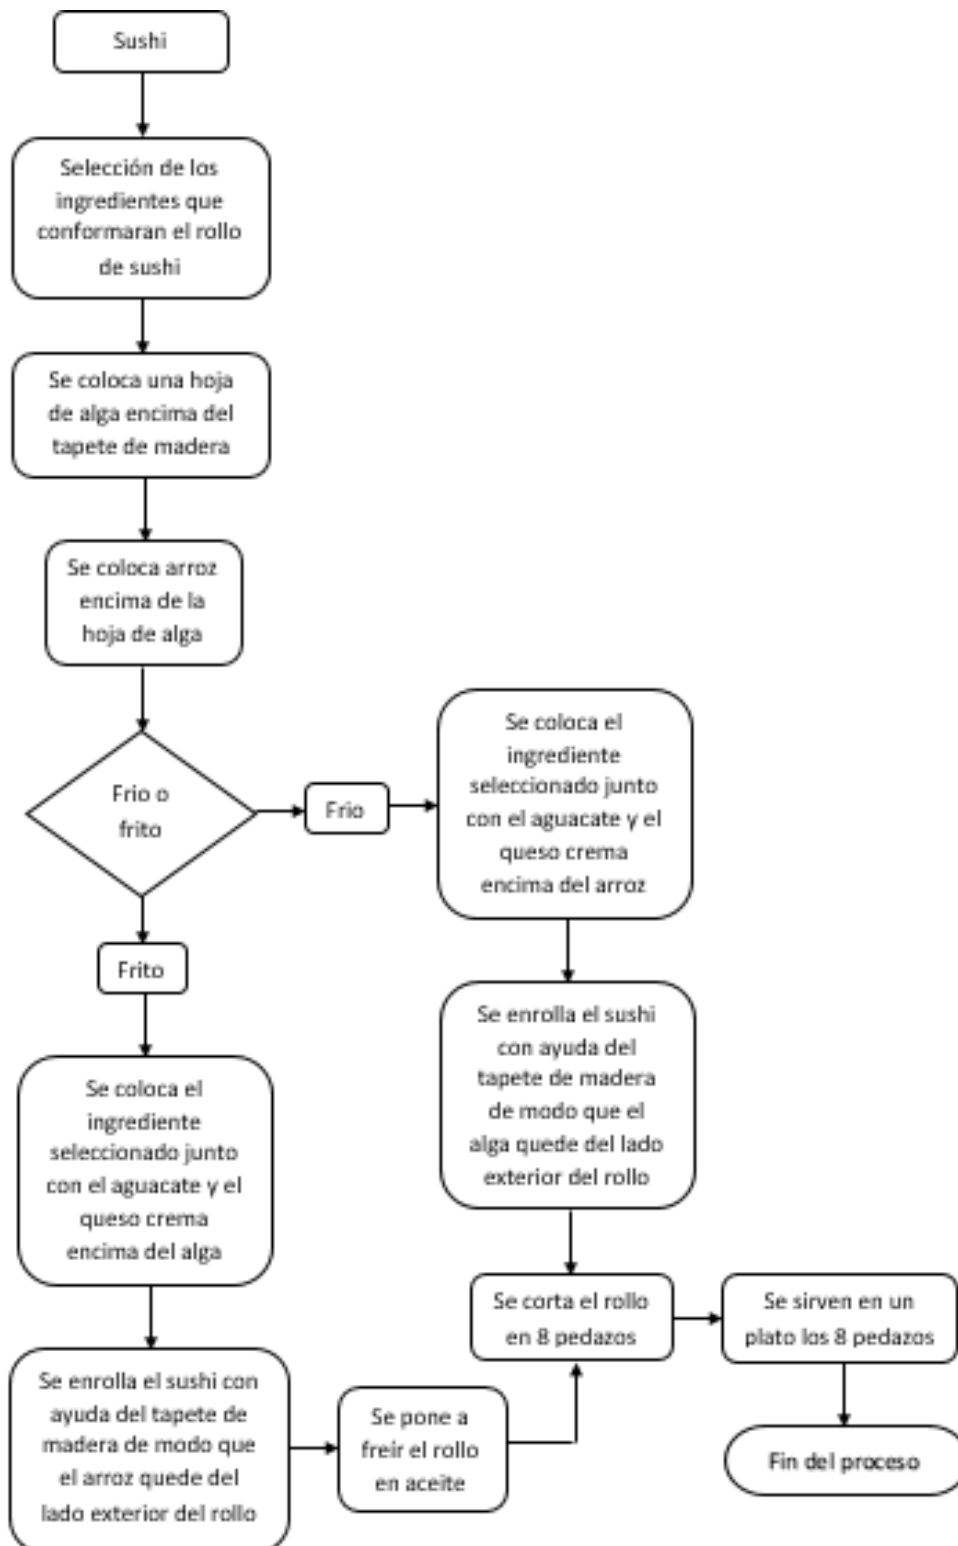 Sushi
Selección de los
ingredientes que
conformaran el rollo
de sushi
Se coloca una hoja
de alga encima del
tapete de madera
Se coloca arroz
encima de la
hoja de alga
Frio o
frito
Frio
Se coloca el
ingrediente
seleccionado junto
con el aguacate y el
queso crema
encima del arroz
Se enrolla el sushi
con ayuda del
tapete de madera
de modo que el
alga quede del lado
exterior del rollo
Frito
Se coloca el
ingrediente
seleccionado junto
con el aguacate y el
queso crema
encima del alga
Se enrolla el sushi con
ayuda del tapete de
madera de modo que
el arroz quede del
lado exterior del rollo
Se pone a
freir el rollo
en aceite
Se corta el rollo
en 8 pedazos
Se sirven en un
plato los 8 pedazos
Fin del proceso